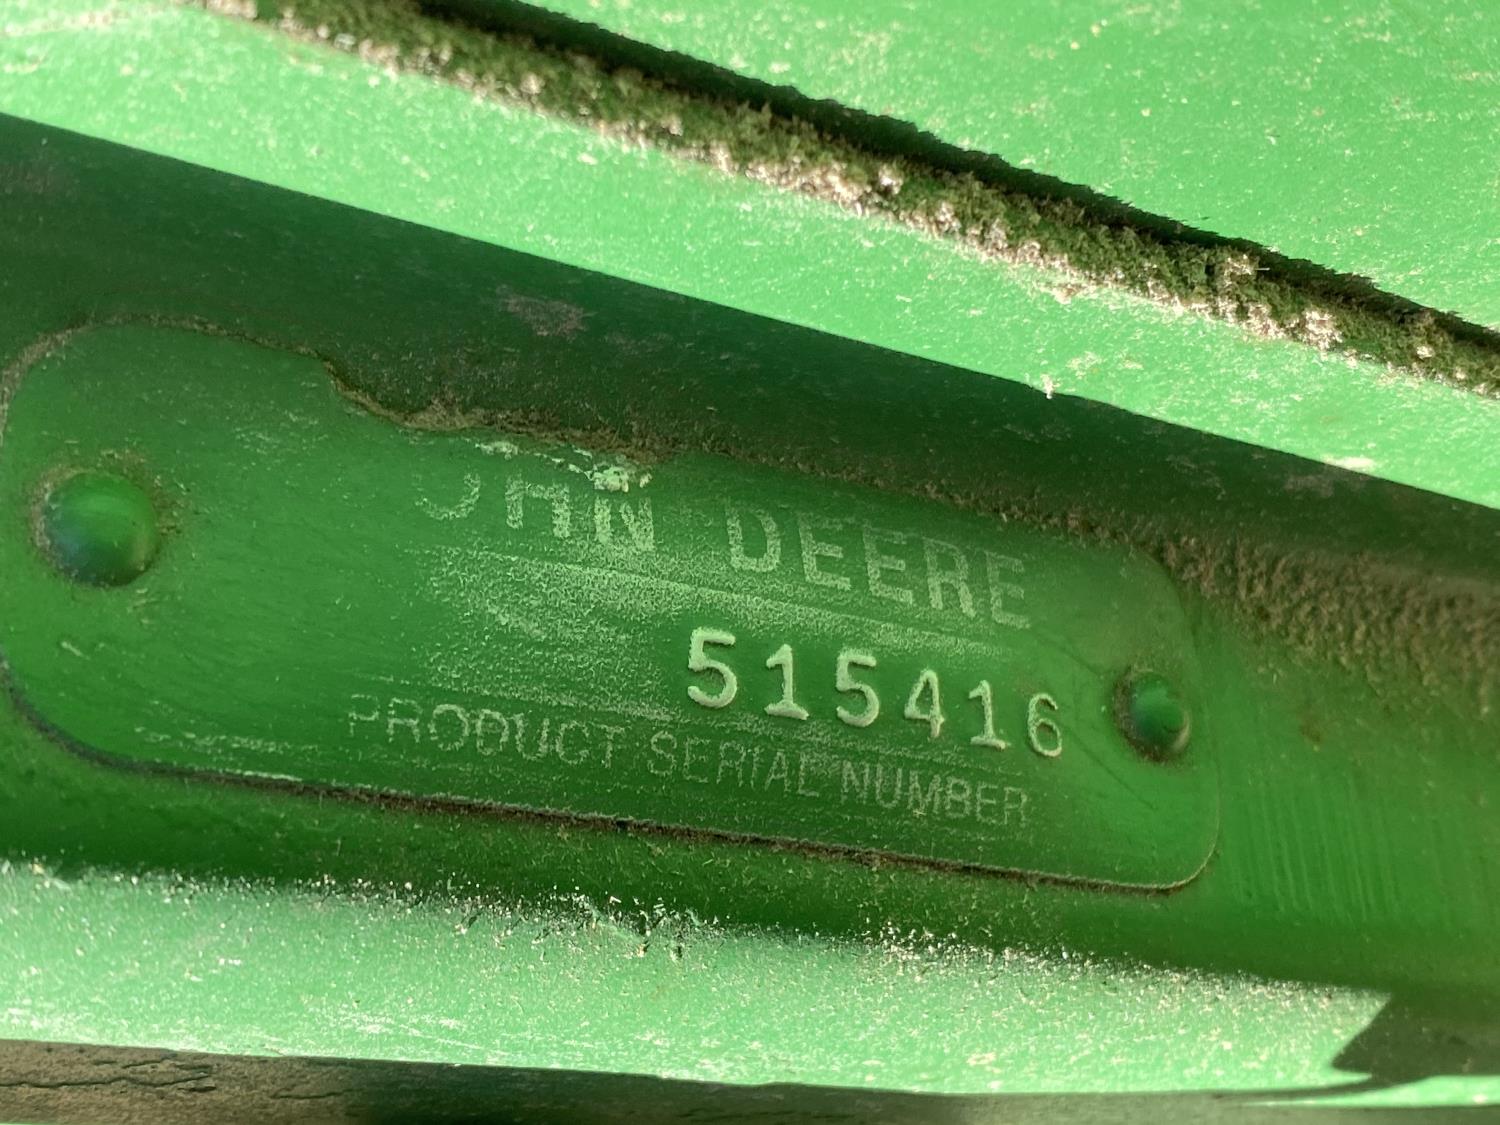 JOHN DEERE
515416
PRODUCT SERIAL NUMBER